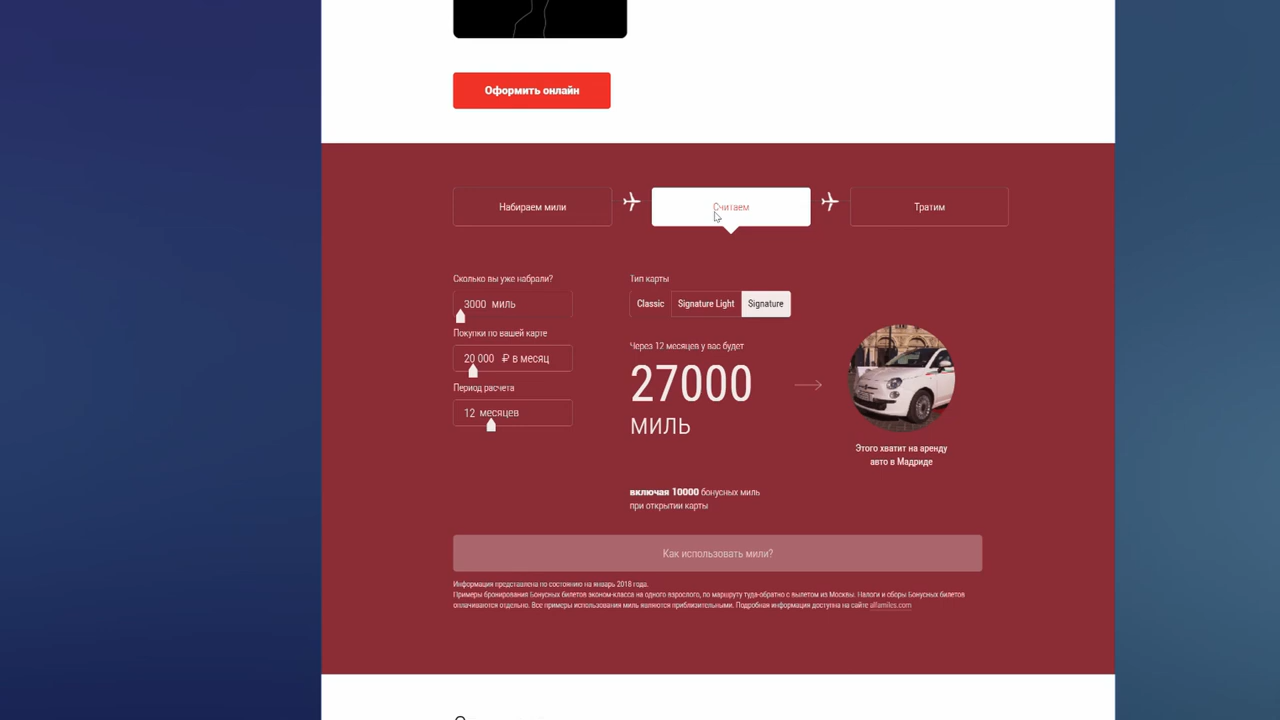 Оформить онлайн
Набираем мили
Считаем
Тратим
Сколько вы уже набрали?
3000 миль
Покупки по вашей карте
20 000 ₽ в месяц
Период расчета
12 месяцев
Тип карты
Classic Signature Light Signature
Через 12 месяцев у вас будет
27000
МИЛЬ
Этого хватит на аренду
авто в Мадриде
включая 10000 бонусных миль
при открытии карты
Как использовать мили?
Информация представлена по состоянию на январь 2018 года.
Примеры бронирования Бонусных билетов эконом-класса на одного взрослого, по маршруту туда-обратно с вылетом из Москвы. Налоги и сборы Бонусных билетов
оплачиваются отдельно. Все примеры использования миль являются приблизительными. Подробная информация доступна на сайте alfamiles.com